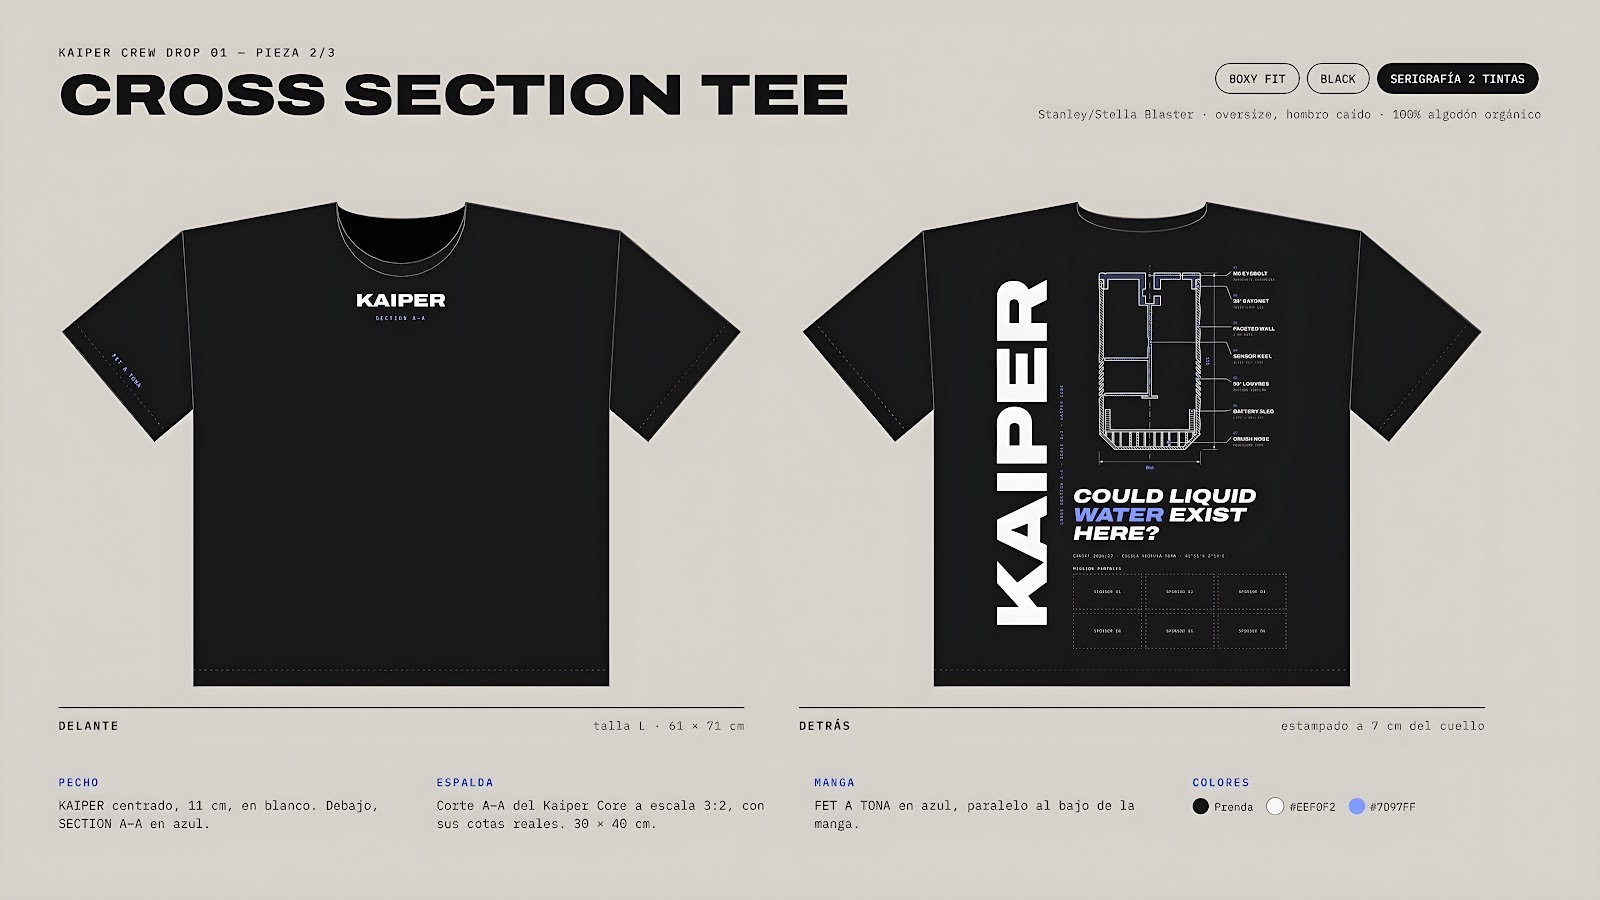 KAIPER CREW DROP 01 — PIEZA 2/3
CROSS SECTION TEE
BOXY FIT
BLACK
SERIGRAFÍA 2 TINTAS
Stanley/Stella Blaster · oversize, hombro caído · 100% algodón orgánico
KAIPER
SECTION A-A
FET A TONA
KAIPER
M6 EYEBOLT
BAYONET
FACETED WALL
SENSOR KEEL
LOUVRES
BATTERY SLED
CRUSH NOSE
COULD LIQUID
WATER EXIST
HERE?
MISSION PARTNERS
DELANTE
talla L · 61 × 71 cm
DETRÁS
estampado a 7 cm del cuello
PECHO
KAIPER centrado, 11 cm, en blanco. Debajo,
SECTION A-A en azul.
ESPALDA
Corte A-A del Kaiper Core a escala 3:2, con
sus cotas reales. 30 × 40 cm.
MANGA
FET A TONA en azul, paralelo al bajo de la
manga.
COLORES
Prenda
#EEF0F2
#7D97FF